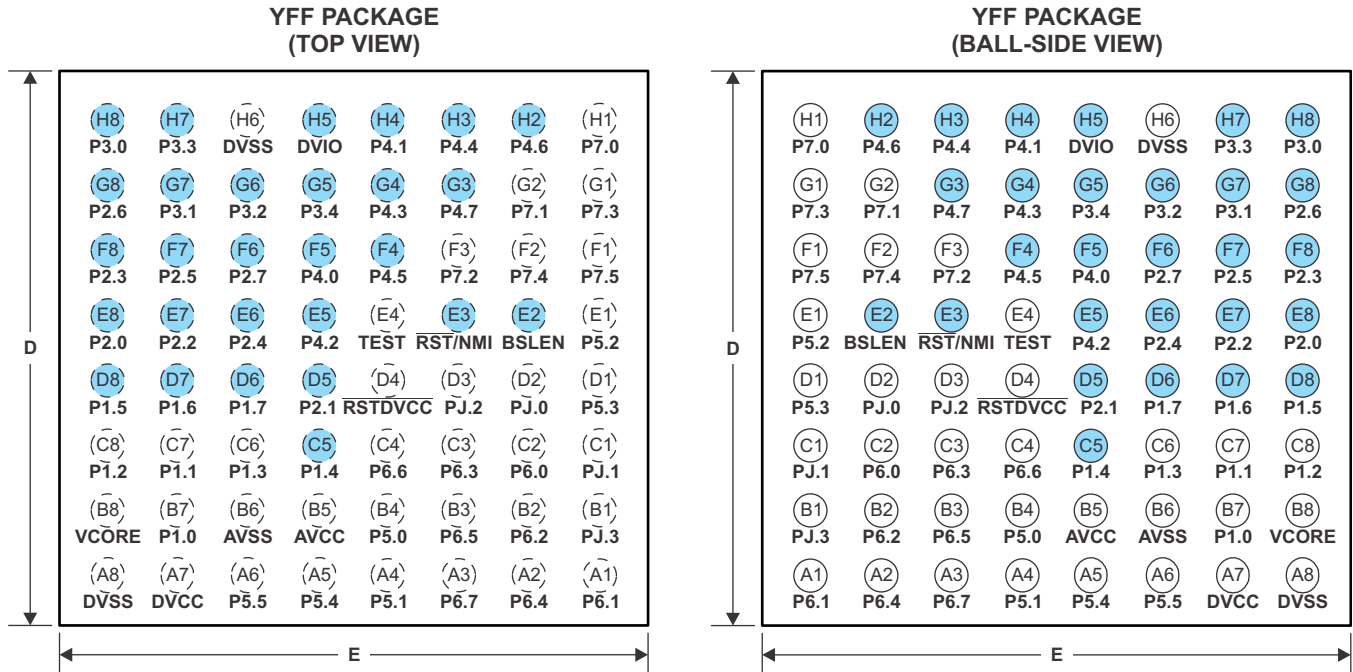 YFF PACKAGE
(TOP VIEW)
H8 H7 H6 H5 H4 H3 H2 H1
P3.0 P3.3 DVSS DVIO P4.1 P4.4 P4.6 P7.0
G8 G7 G6 G5 G4 G3 G2 G1
P2.6 P3.1 P3.2 P3.4 P4.3 P4.7 P7.1 P7.3
F8 F7 F6 F5 F4 F3 F2 F1
P2.3 P2.5 P2.7 P4.0 P4.5 P7.2 P7.4 P7.5
E8 E7 E6 E5 E4 E3 E2 E1
P2.0 P2.2 P2.4 P4.2 TEST RST/NMI BSLEN P5.2
D
D8 D7 D6 D5 D4 D3 D2 D1
P1.5 P1.6 P1.7 P2.1 RSTDVCC PJ.2 PJ.0 P5.3
C8 C7 C6 C5 C4 C3 C2 C1
P1.2 P1.1 P1.3 P1.4 P6.6 P6.3 P6.0 PJ.1
B8 B7 B6 B5 B4 B3 B2 B1
VCORE P1.0 AVSS AVCC P5.0 P6.5 P6.2 PJ.3
A8 A7 A6 A5 A4 A3 A2 A1
DVSS DVCC P5.5 P5.4 P5.1 P6.7 P6.4 P6.1
E
YFF PACKAGE
(BALL-SIDE VIEW)
H1 H2 H3 H4 H5 H6 H7 H8
P7.0 P4.6 P4.4 P4.1 DVIO DVSS P3.3 P3.0
G1 G2 G3 G4 G5 G6 G7 G8
P7.3 P7.1 P4.7 P4.3 P3.4 P3.2 P3.1 P2.6
F1 F2 F3 F4 F5 F6 F7 F8
P7.5 P7.4 P7.2 P4.5 P4.0 P2.7 P2.5 P2.3
E1 E2 E3 E4 E5 E6 E7 E8
P5.2 BSLEN RST/NMI TEST P4.2 P2.4 P2.2 P2.0
D
D1 D2 D3 D4 D5 D6 D7 D8
P5.3 PJ.0 PJ.2 RSTDVCC P2.1 P1.7 P1.6 P1.5
C1 C2 C3 C4 C5 C6 C7 C8
PJ.1 P6.0 P6.3 P6.6 P1.4 P1.3 P1.1 P1.2
B1 B2 B3 B4 B5 B6 B7 B8
PJ.3 P6.2 P6.5 P5.0 AVCC AVSS P1.0 VCORE
A1 A2 A3 A4 A5 A6 A7 A8
P6.1 P6.4 P6.7 P5.1 P5.4 P5.5 DVCC DVSS
E